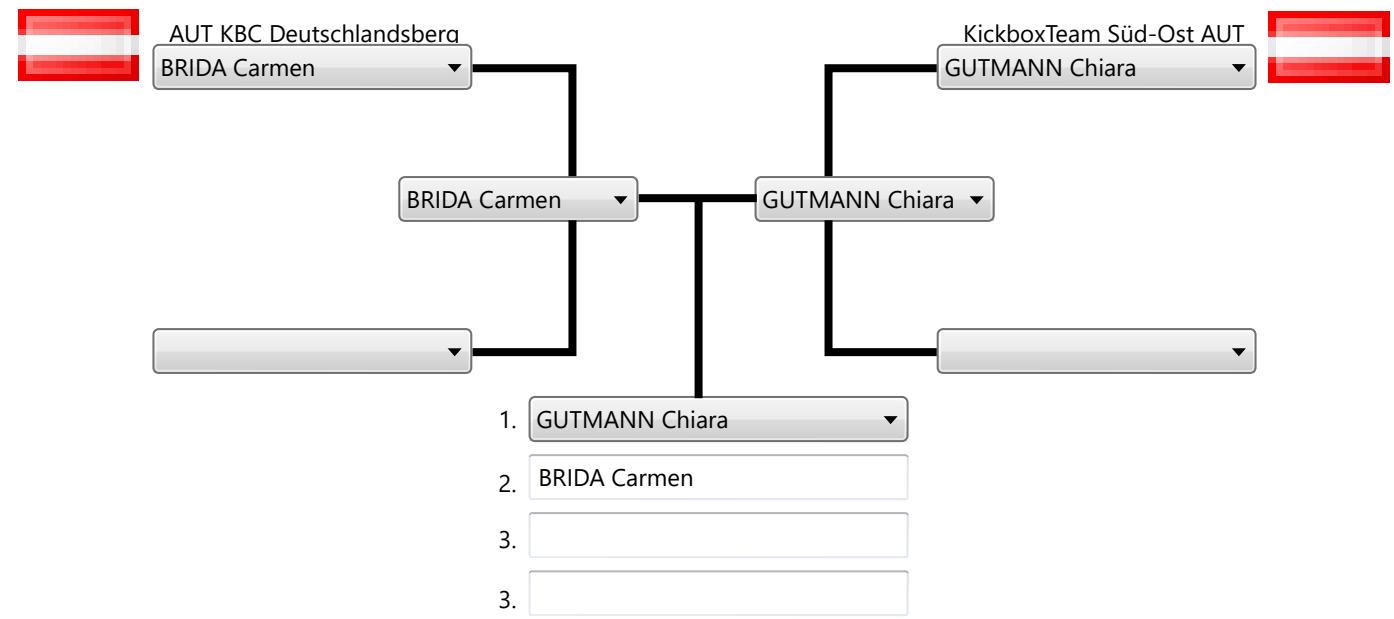 AUT KBC Deutschlandsberg
KickboxTeam Süd-Ost AUT
BRIDA Carmen
GUTMANN Chiara
BRIDA Carmen
GUTMANN Chiara
1. GUTMANN Chiara
2. BRIDA Carmen
3.
3.